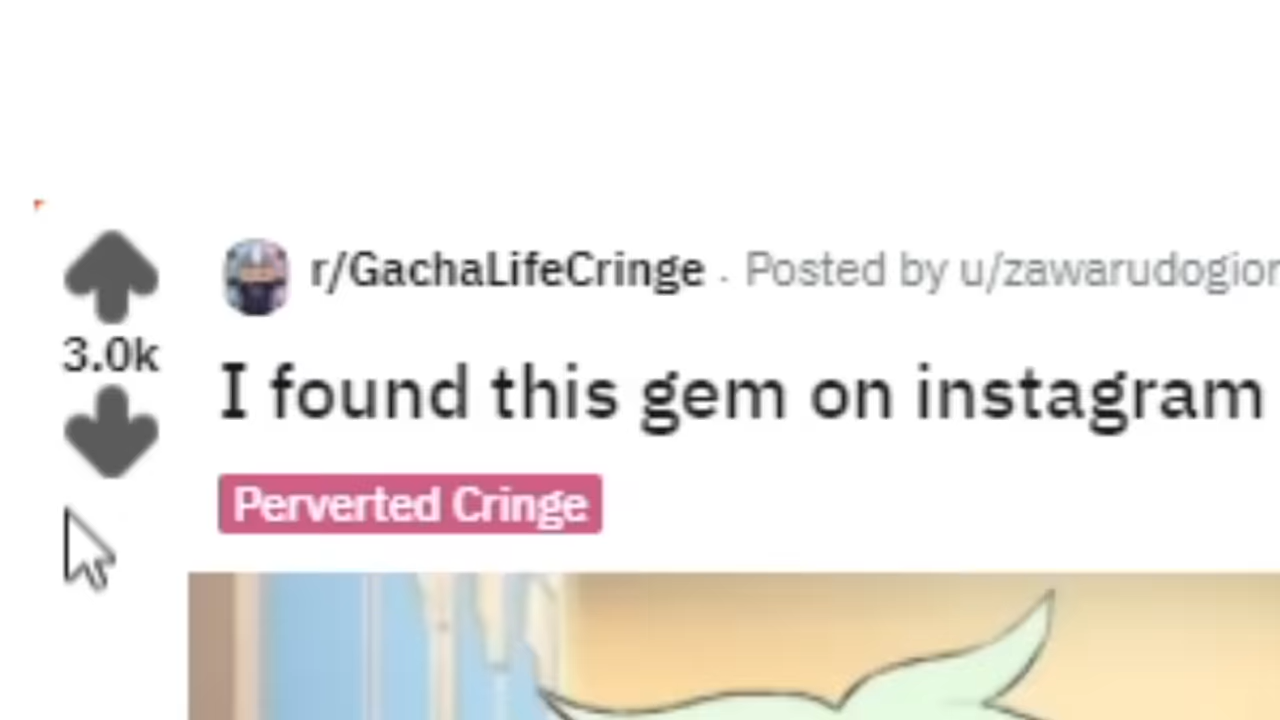 r/GachaLifeCringe · Posted by u/zawarudogior
3.0k
I found this gem on instagram
Perverted Cringe